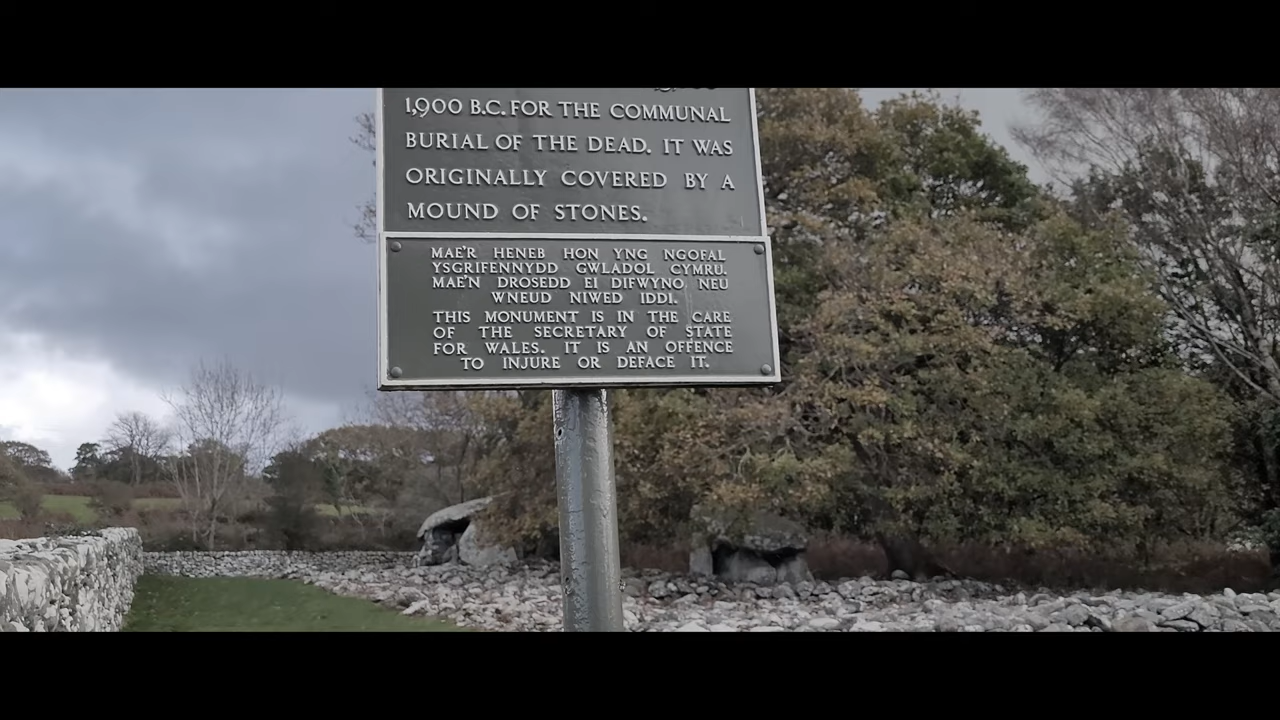 1,900 B.C. FOR THE COMMUNAL
BURIAL OF THE DEAD. IT WAS
ORIGINALLY COVERED BY A
MOUND OF STONES.
MAE'R HENEB HON YNG NGOFAL
YSGRIFENNYDD GWLADOL CYMRU.
MAE'N DROSEDD EI DIFWYNO NEU
WNEUD NIWED IDDI.
THIS MONUMENT IS IN THE CARE
OF THE SECRETARY OF STATE
FOR WALES. IT IS AN OFFENCE
TO INJURE OR DEFACE IT.